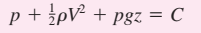 p + ½ρV² + pgz = C